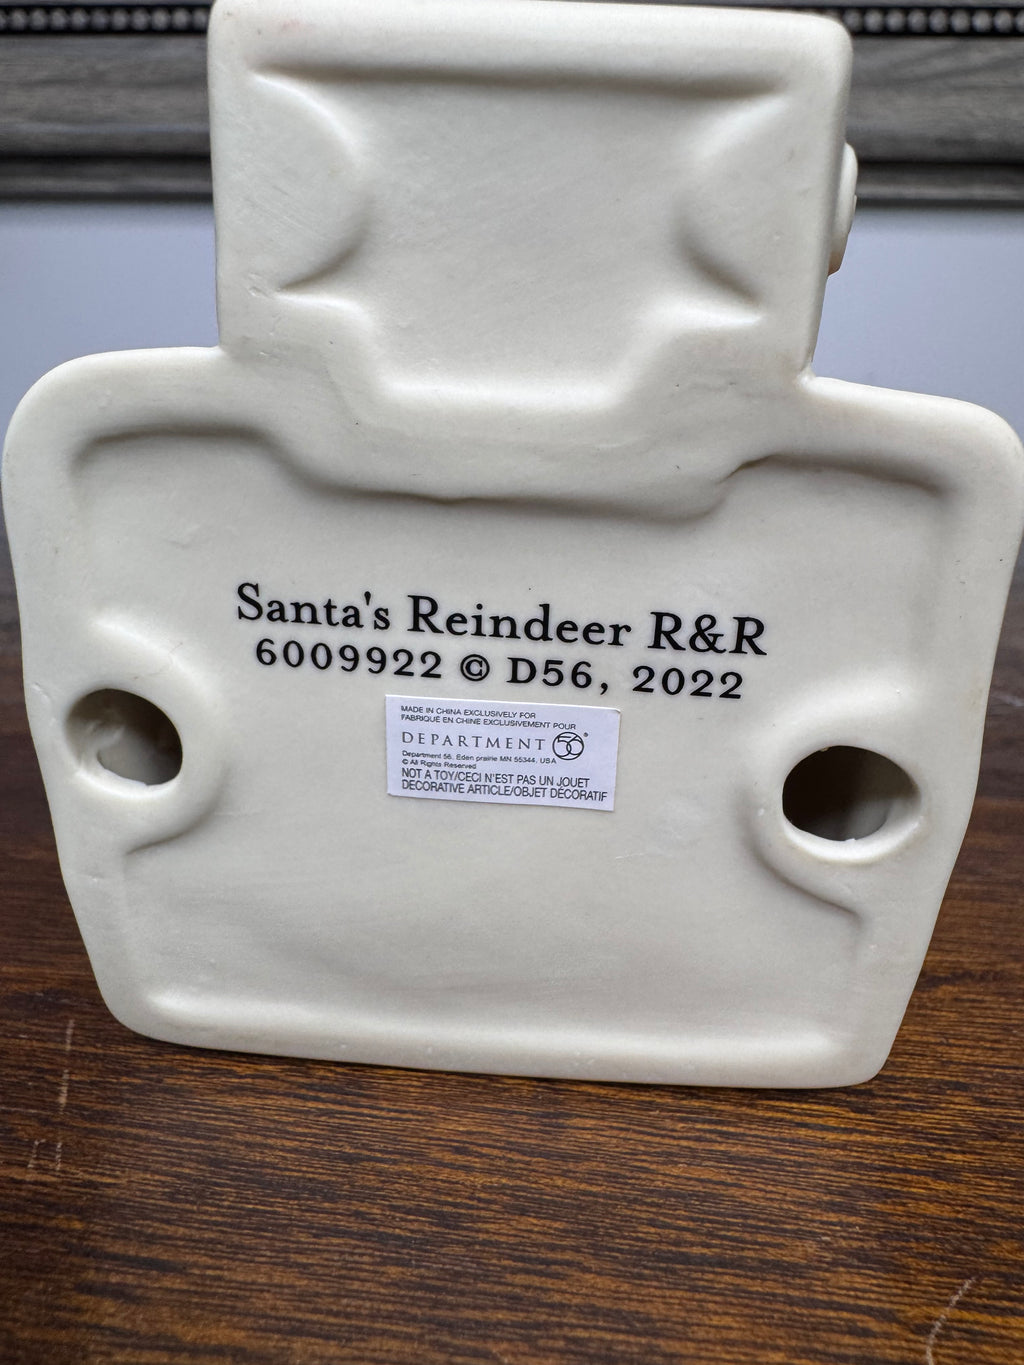 Santa's Reindeer R&R
6009922 © D56, 2022
MADE IN CHINA EXCLUSIVELY FOR
FABRIQUÉ EN CHINE EXCLUSIVEMENT POUR
DEPARTMENT 56®
Department 56. Eden prairie MN 55344. USA
© All Rights Reserved
NOT A TOY/CECI N'EST PAS UN JOUET
DECORATIVE ARTICLE/OBJET DÉCORATIF